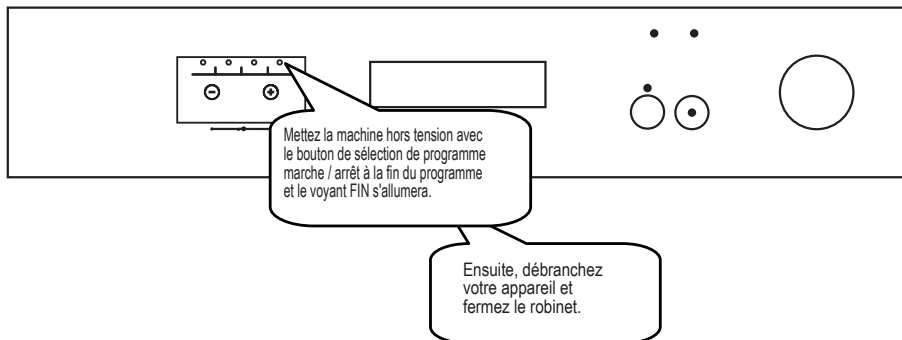 Mettez la machine hors tension avec
le bouton de sélection de programme
marche / arrêt à la fin du programme
et le voyant FIN s'allumera.
Ensuite, débranchez
votre appareil et
fermez le robinet.